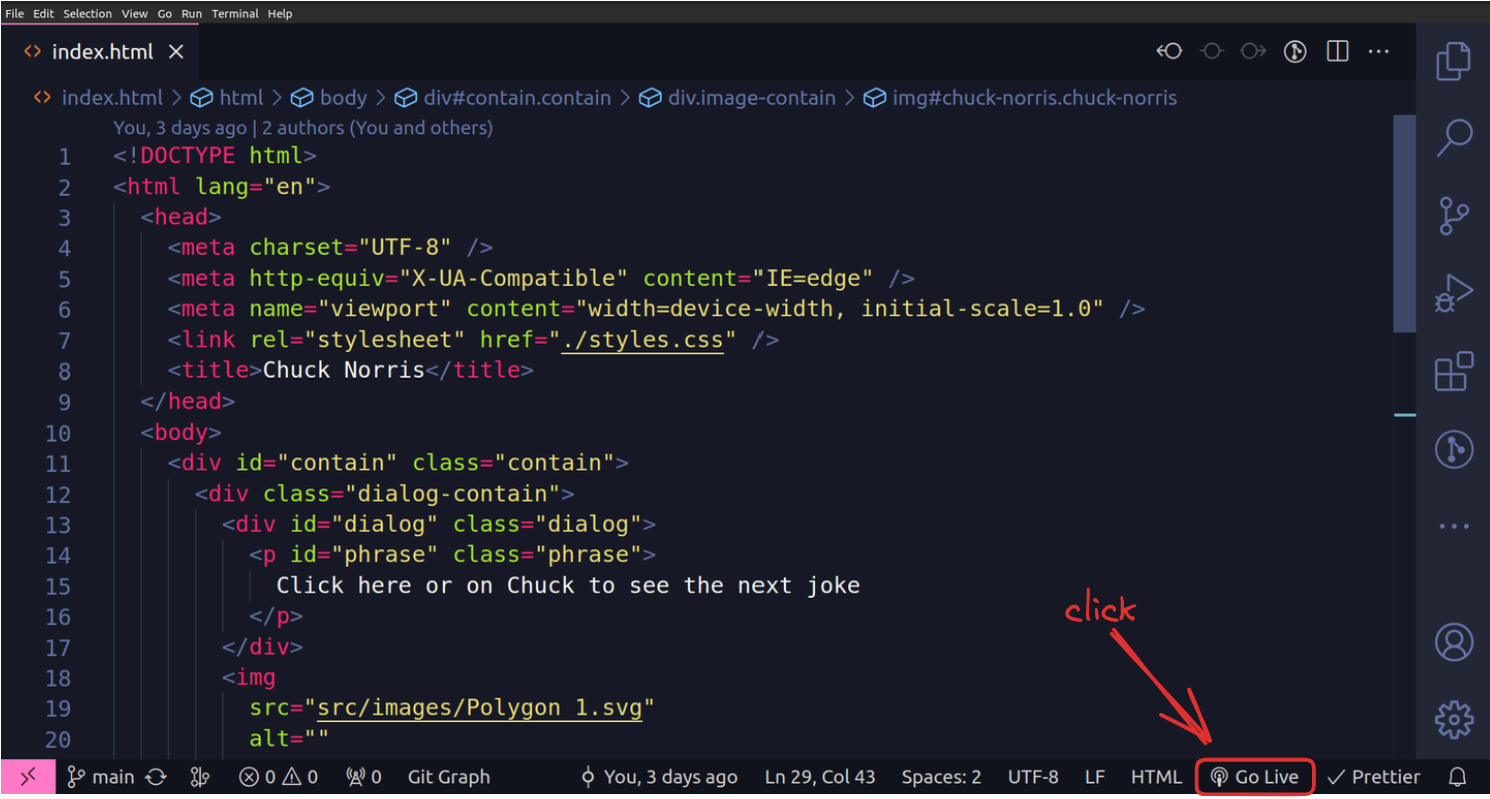 File Edit Selection View Go Run Terminal Help
index.html
index.html > html > body > div#contain.contain > div.image-contain > img#chuck-norris.chuck-norris
You, 3 days ago | 2 authors (You and others)
1 <!DOCTYPE html>
2 <html lang="en">
3 <head>
4 <meta charset="UTF-8" />
5 <meta http-equiv="X-UA-Compatible" content="IE=edge" />
6 <meta name="viewport" content="width=device-width, initial-scale=1.0" />
7 <link rel="stylesheet" href="./styles.css" />
8 <title>Chuck Norris</title>
9 </head>
10 <body>
11 <div id="contain" class="contain">
12 <div class="dialog-contain">
13 <div id="dialog" class="dialog">
14 <p id="phrase" class="phrase">
15 Click here or on Chuck to see the next joke
16 </p>
17 </div>
18 <img
19 src="src/images/Polygon 1.svg"
20 alt=""
click
main 0 0 0 Git Graph You, 3 days ago Ln 29, Col 43 Spaces: 2 UTF-8 LF HTML Go Live Prettier